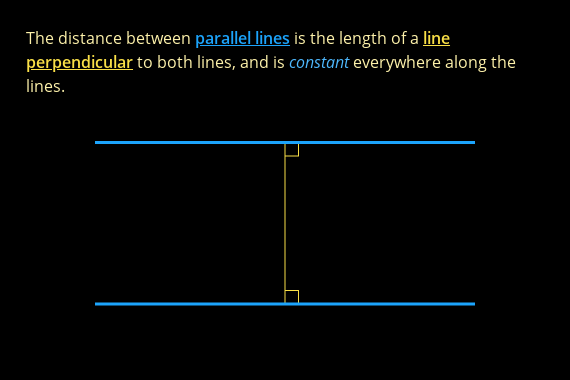 The distance between parallel lines is the length of a line
perpendicular to both lines, and is constant everywhere along the
lines.